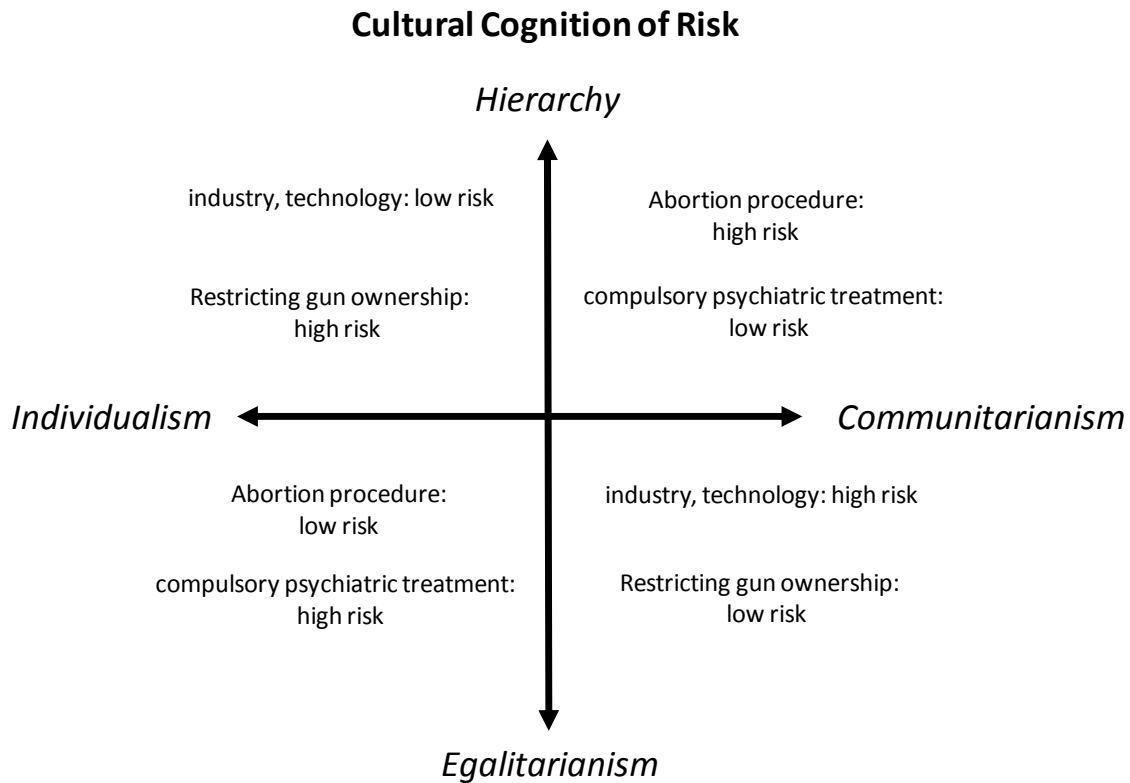 Cultural Cognition of Risk
Hierarchy
industry, technology: low risk
Abortion procedure:
high risk
Restricting gun ownership:
high risk
compulsory psychiatric treatment:
low risk
Individualism
Communitarianism
Abortion procedure:
low risk
industry, technology: high risk
compulsory psychiatric treatment:
high risk
Restricting gun ownership:
low risk
Egalitarianism